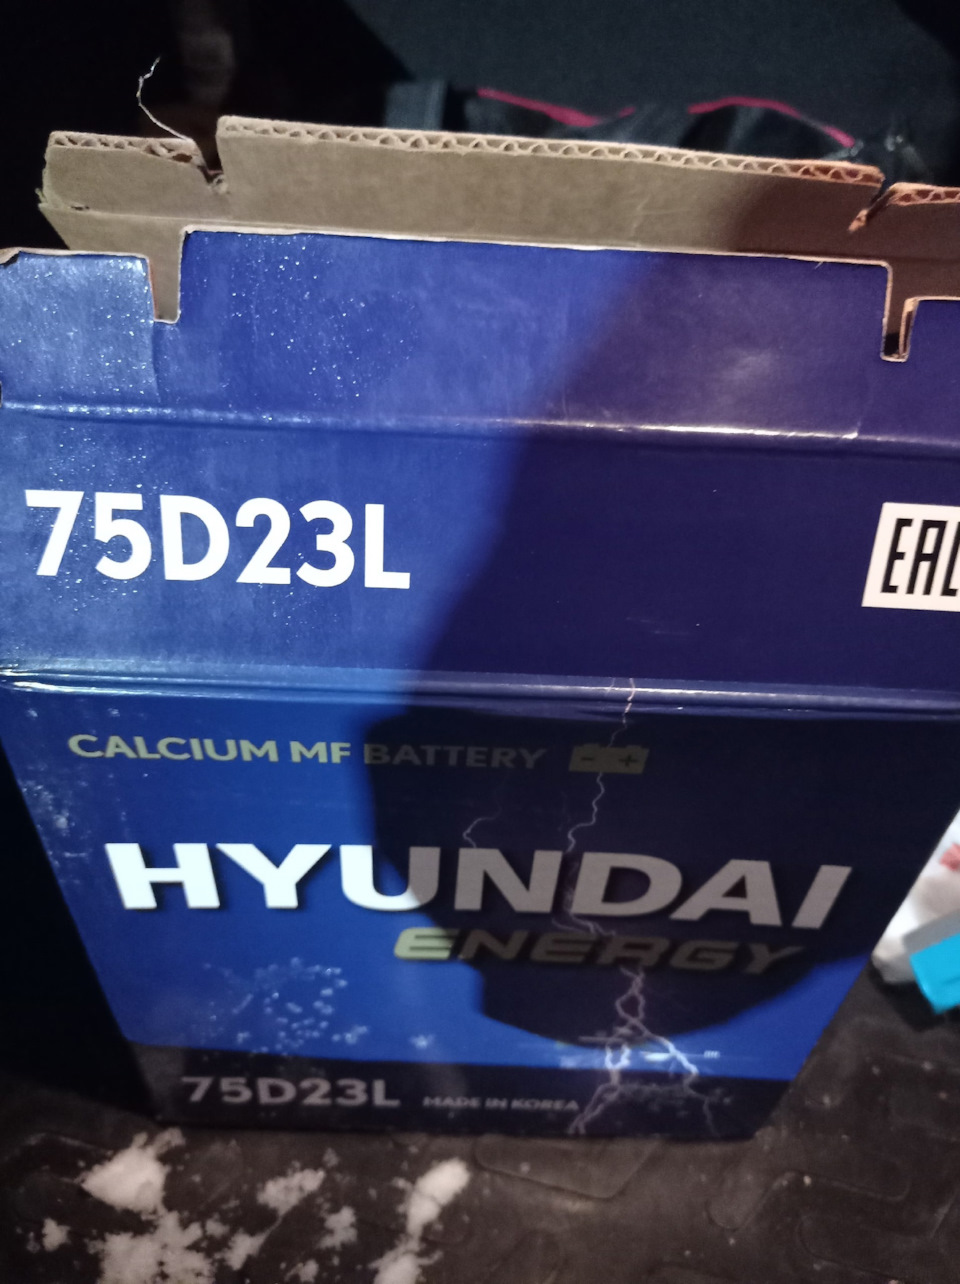 75D23L
EAC
CALCIUM MF BATTERY
HYUNDAI
ENERGY
75D23L MADE IN KOREA